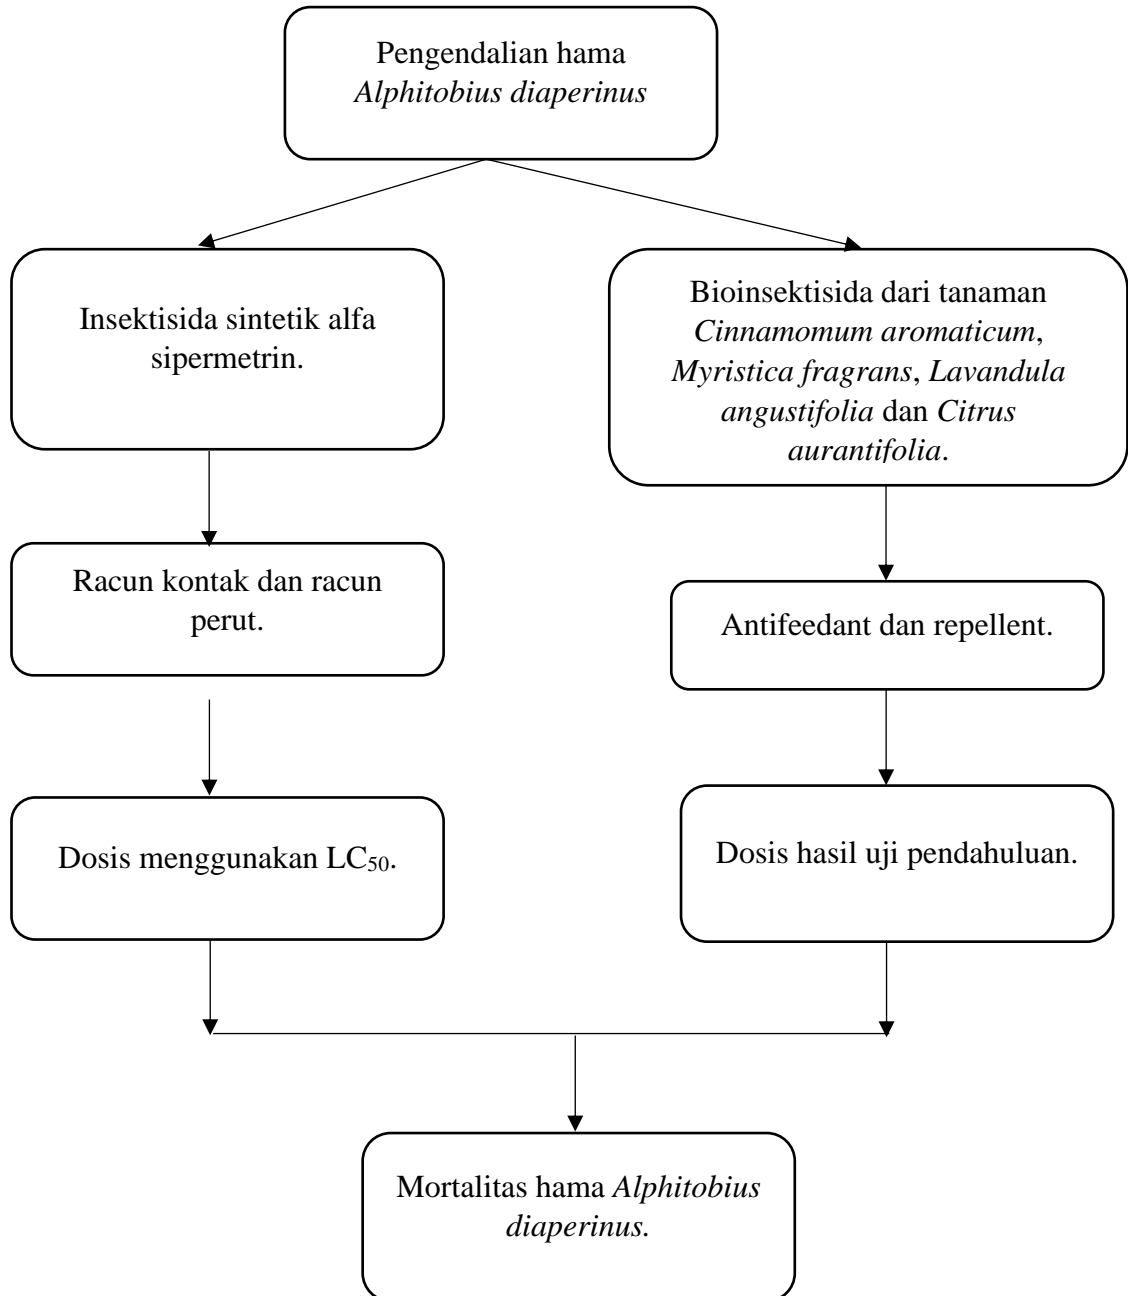 Pengendalian hama
Alphitobius diaperinus
Insektisida sintetik alfa
sipermetrin.
Bioinsektisida dari tanaman
Cinnamomum aromaticum,
Myristica fragrans, Lavandula
angustifolia dan Citrus
aurantifolia.
Racun kontak dan racun
perut.
Antifeedant dan repellent.
Dosis menggunakan LC₅₀.
Dosis hasil uji pendahuluan.
Mortalitas hama Alphitobius
diaperinus.